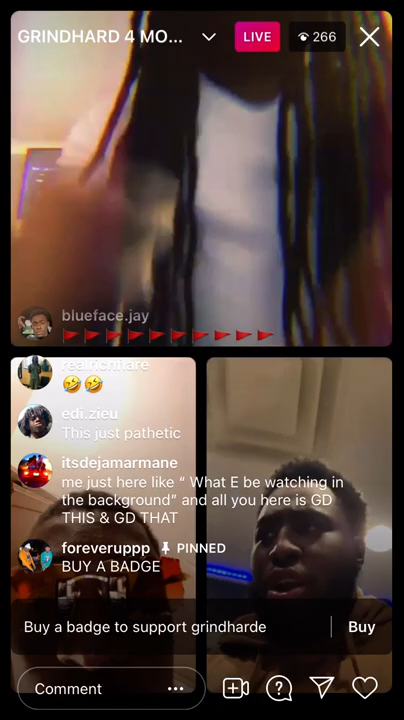 GRINDHARD 4 MO...
LIVE
266
blueface.jay
🚩🚩🚩🚩🚩🚩🚩🚩🚩🚩
🤣🤣
edi.zieu
This just pathetic
itsdejamarmane
me just here like “ What E be watching in
the background” and all you here is GD
THIS & GD THAT
foreveruppp PINNED
BUY A BADGE
Buy a badge to support grindharde
Buy
Comment